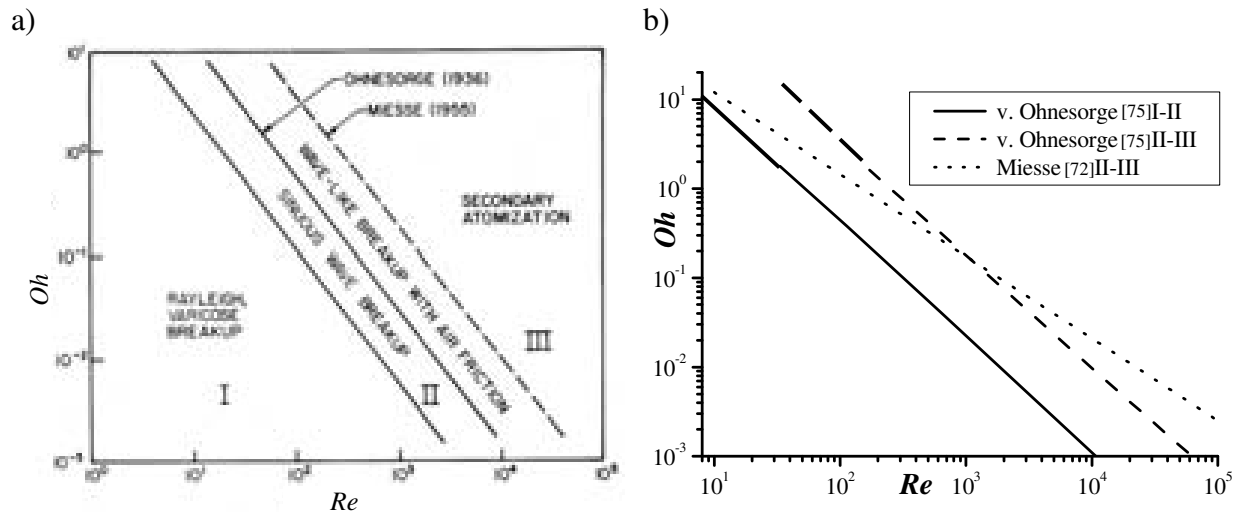 a)
10¹
10⁰
10⁻¹
10⁻²
Oh
OHNESORGE (1936)
MIESSE (1955)
WAVE-LIKE BREAKUP WITH AIR FRICTION
SINUOUS WAVE BREAKUP
SECONDARY
ATOMIZATION
RAYLEIGH,
VARICOSE
BREAKUP
I
II
III
10⁰
10¹
10²
10³
10⁴
10⁵
Re
b)
v. Ohnesorge [75] I-II
v. Ohnesorge [75] II-III
Miesse [72] II-III
10¹
10⁰
10⁻¹
10⁻²
10⁻³
Oh
10¹
10²
10³
10⁴
10⁵
Re